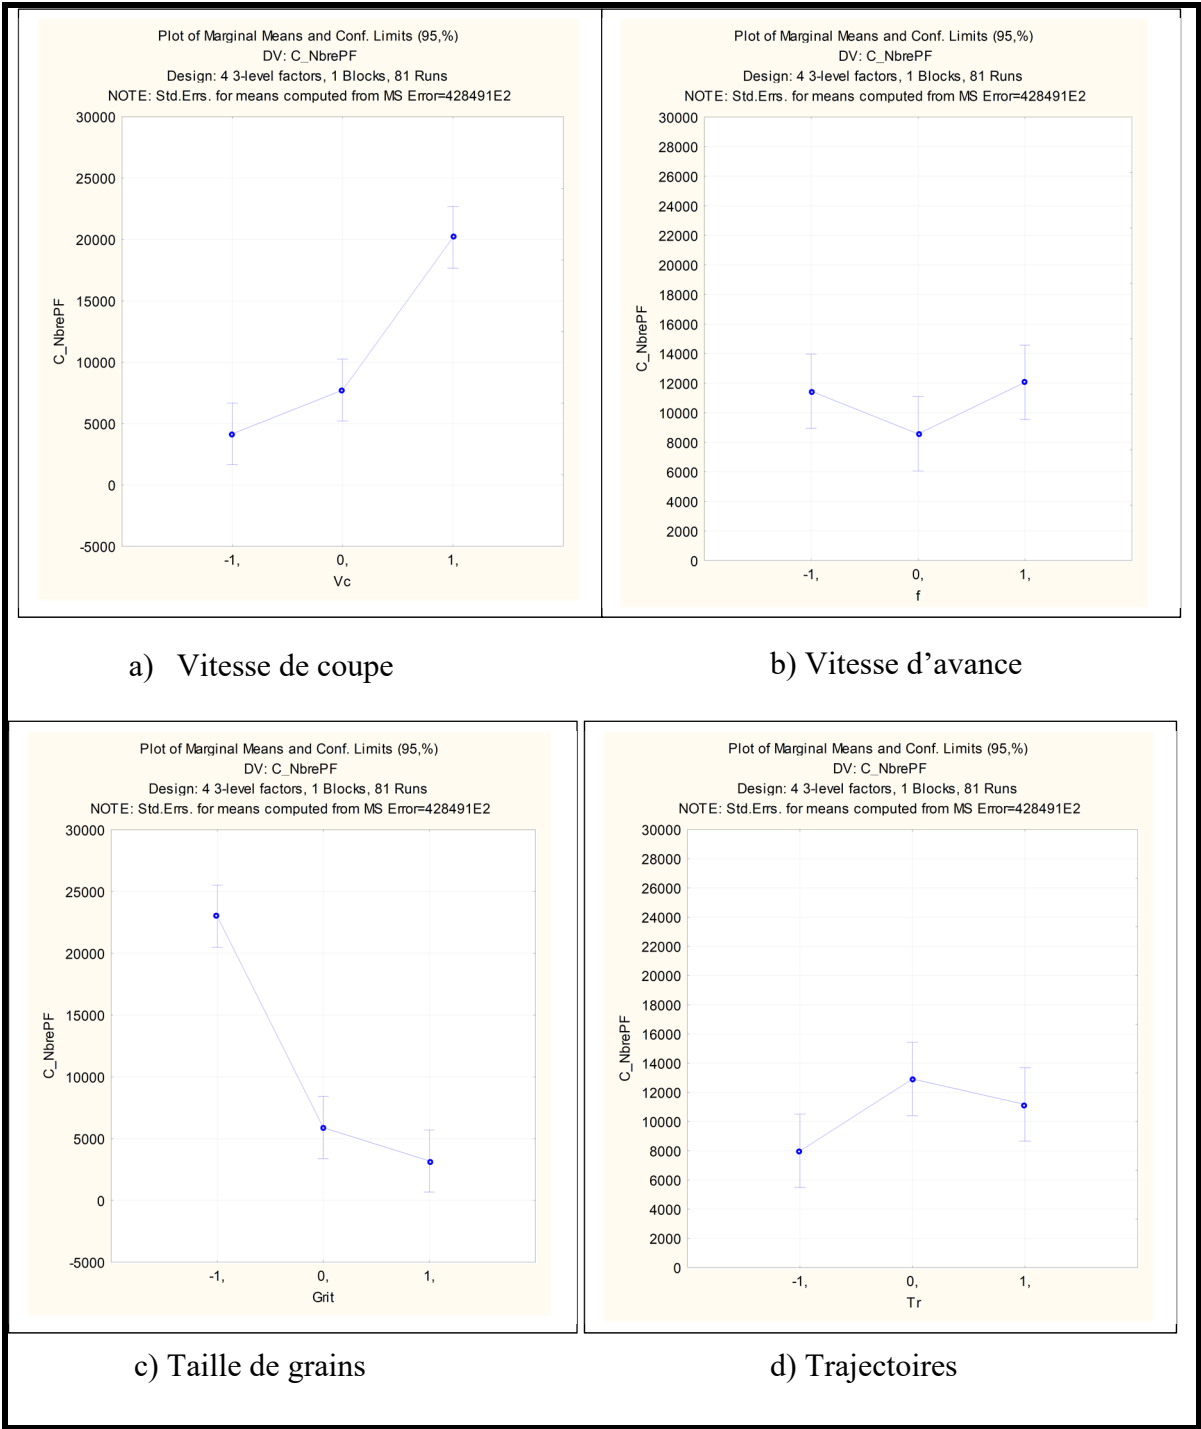 Plot of Marginal Means and Conf. Limits (95,%)
DV: C_NbrePF
Design: 4 3-level factors, 1 Blocks, 81 Runs
NOTE: Std.Errs. for means computed from MS Error=428491E2
30000
25000
20000
15000
10000
5000
0
-5000
C_NbrePF
-1, 0, 1,
Vc
Plot of Marginal Means and Conf. Limits (95,%)
DV: C_NbrePF
Design: 4 3-level factors, 1 Blocks, 81 Runs
NOTE: Std.Errs. for means computed from MS Error=428491E2
30000
28000
26000
24000
22000
20000
18000
16000
14000
12000
10000
8000
6000
4000
2000
0
C_NbrePF
-1, 0, 1,
f
a) Vitesse de coupe
b) Vitesse d’avance
Plot of Marginal Means and Conf. Limits (95,%)
DV: C_NbrePF
Design: 4 3-level factors, 1 Blocks, 81 Runs
NOTE: Std.Errs. for means computed from MS Error=428491E2
30000
25000
20000
15000
10000
5000
0
-5000
C_NbrePF
-1, 0, 1,
Grit
Plot of Marginal Means and Conf. Limits (95,%)
DV: C_NbrePF
Design: 4 3-level factors, 1 Blocks, 81 Runs
NOTE: Std.Errs. for means computed from MS Error=428491E2
30000
28000
26000
24000
22000
20000
18000
16000
14000
12000
10000
8000
6000
4000
2000
0
C_NbrePF
-1, 0, 1,
Tr
c) Taille de grains
d) Trajectoires